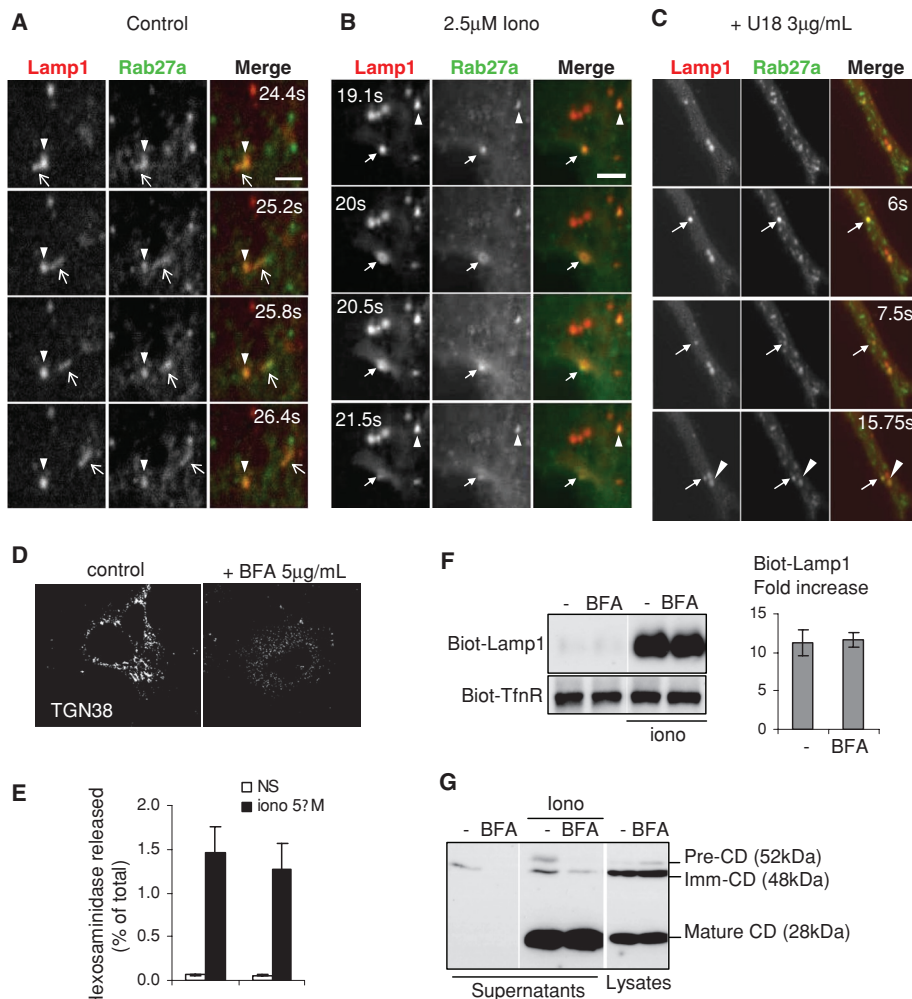 A Control
Lamp1 Rab27a Merge
24.4s
25.2s
25.8s
26.4s
B 2.5µM Iono
Lamp1 Rab27a Merge
19.1s
20s
20.5s
21.5s
C + U18 3µg/mL
Lamp1 Rab27a Merge
6s
7.5s
15.75s
D
control + BFA 5µg/mL
TGN38
E
NS
iono 5?M
exosaminidase released
(% of total)
2.0
1.5
1.0
0.5
0.0
F
- BFA - BFA
Biot-Lamp1
Biot-TfnR
iono
Biot-Lamp1
Fold increase
15
10
5
0
- BFA
G
Iono
- BFA - BFA - BFA
Pre-CD (52kDa)
Imm-CD (48kDa)
Mature CD (28kDa)
Supernatants Lysates